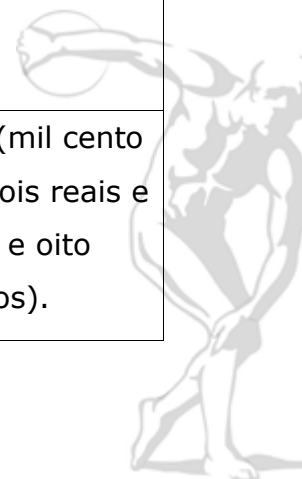 (mil cento
ois reais e
e oito
os).